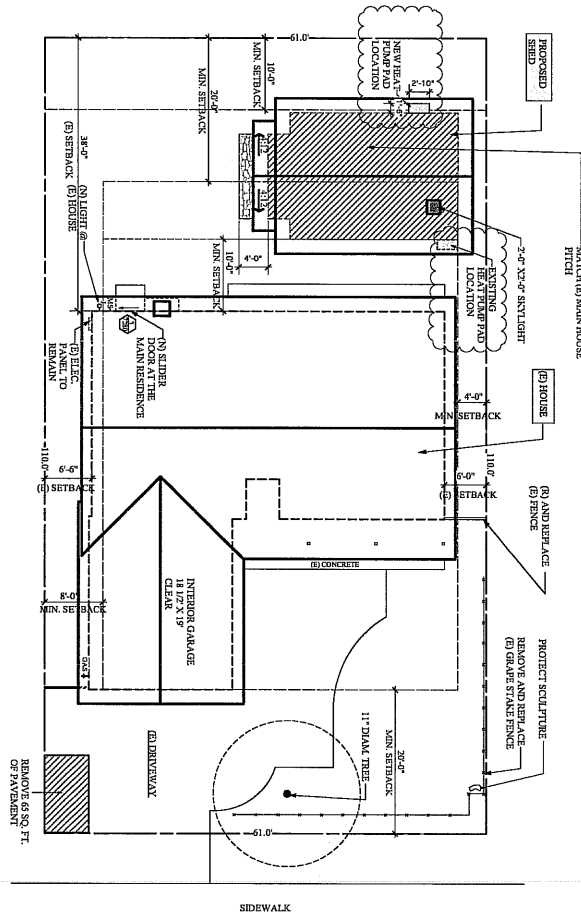 61.0'
PROPOSED
SHED
10'-0"
MIN. SETBACK
20'-0"
MIN. SETBACK
38'-0"
(E) SETBACK
NEW HEAT
PUMP PAD
LOCATION
2'-10"
MATCH (E) MAIN HOUSE
PITCH
2'-0" X2'-0" SKYLIGHT
4:12
4'-0"
10'-0"
MIN. SETBACK
EXISTING
HEAT PUMP PAD
LOCATION
(N) LIGHT @
(E) HOUSE
(N) SLIDER
DOOR AT THE
MAIN RESIDENCE
(E) ELEC.
PANEL TO
REMAIN
(E) HOUSE
4'-0"
MIN. SETBACK
110.0'
6'-0"
(E) SETBACK
110.0'
6'-6"
(E) SETBACK
(R) AND REPLACE
(E) FENCE
(E) CONCRETE
INTERIOR GARAGE
18 1/2' X 19'
CLEAR
8'-0"
MIN. SETBACK
GAS
PROTECT SCULPTURE
REMOVE AND REPLACE
(E) GRAPE STAKE FENCE
20'-0"
MIN. SETBACK
11" DIAM. TREE
(E) DRIVEWAY
REMOVE 65 SQ. FT.
OF PAVEMENT
61.0'
SIDEWALK